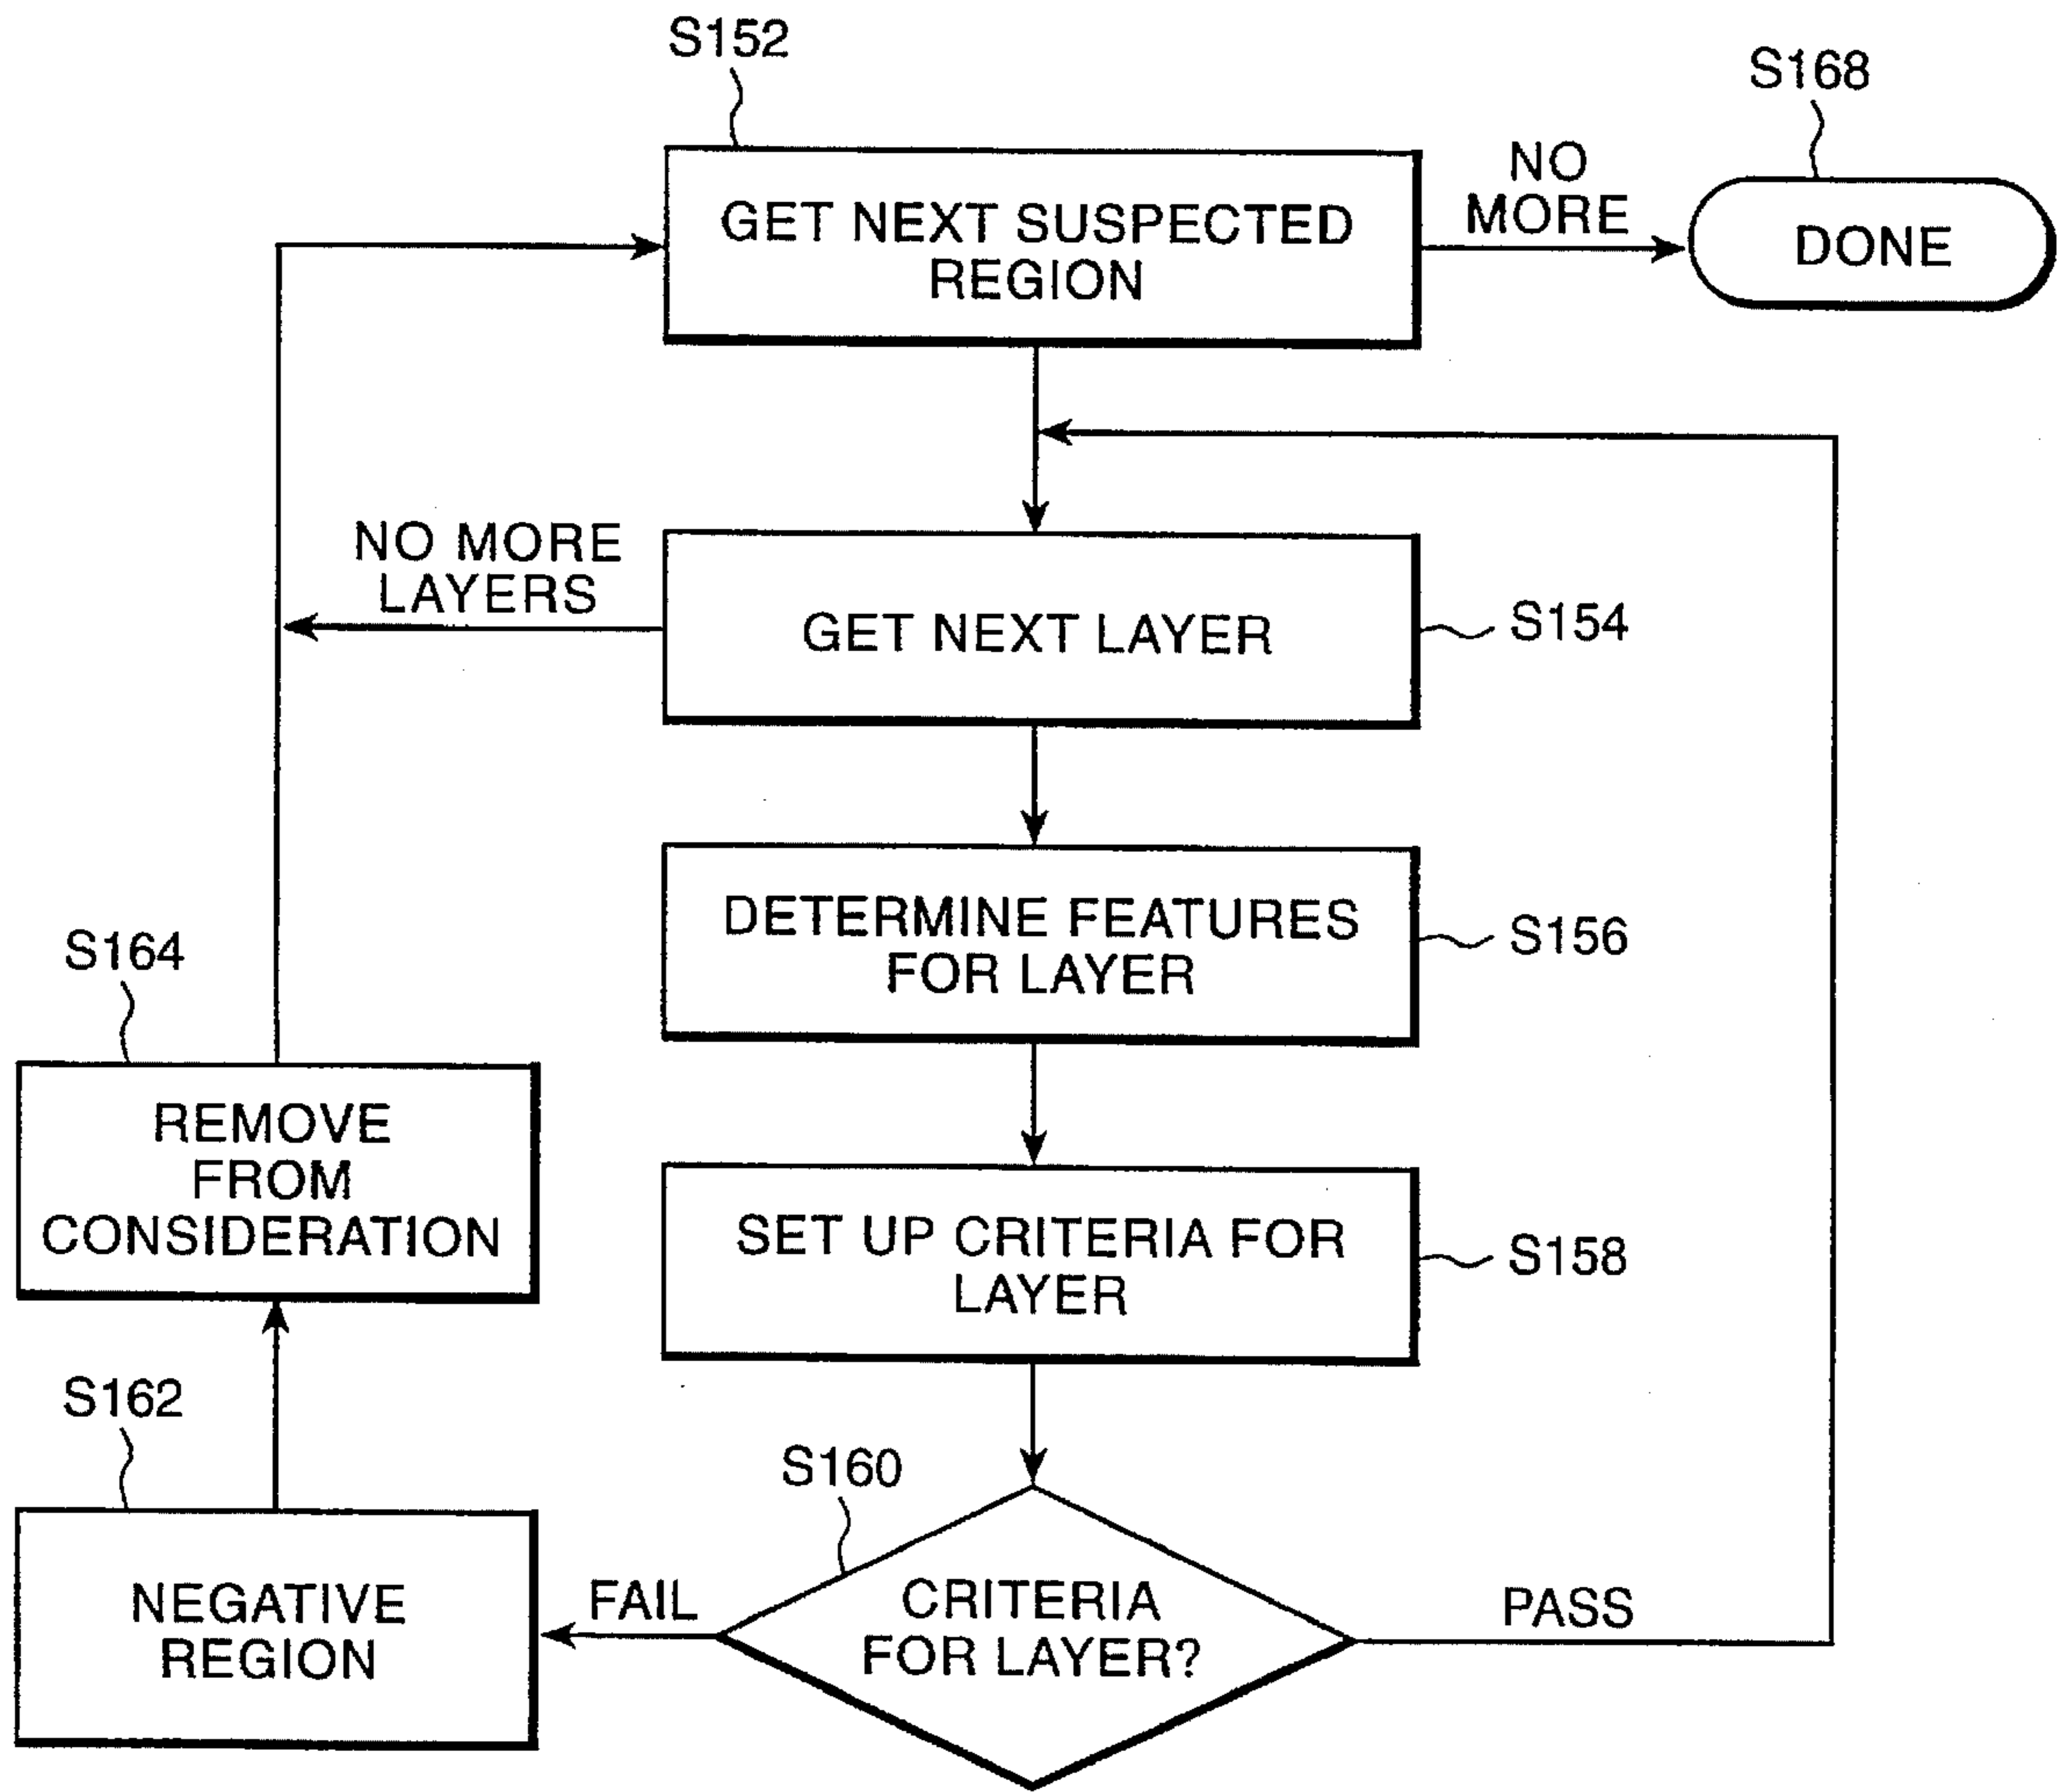 S152
S168
GET NEXT SUSPECTED
REGION
NO
MORE
DONE
NO MORE
LAYERS
GET NEXT LAYER
S154
DETERMINE FEATURES
FOR LAYER
S156
S164
REMOVE
FROM
CONSIDERATION
SET UP CRITERIA FOR
LAYER
S158
S162
S160
NEGATIVE
REGION
FAIL
CRITERIA
FOR LAYER?
PASS